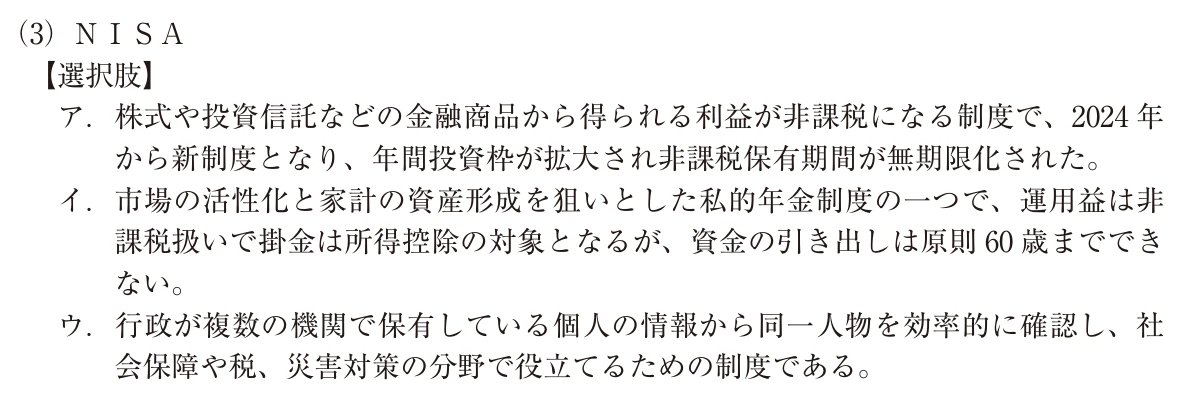 (3) ＮＩＳＡ
【選択肢】
ア．株式や投資信託などの金融商品から得られる利益が非課税になる制度で、2024 年
から新制度となり、年間投資枠が拡大され非課税保有期間が無期限化された。
イ．市場の活性化と家計の資産形成を狙いとした私的年金制度の一つで、運用益は非
課税扱いで掛金は所得控除の対象となるが、資金の引き出しは原則 60 歳まででき
ない。
ウ．行政が複数の機関で保有している個人の情報から同一人物を効率的に確認し、社
会保障や税、災害対策の分野で役立てるための制度である。